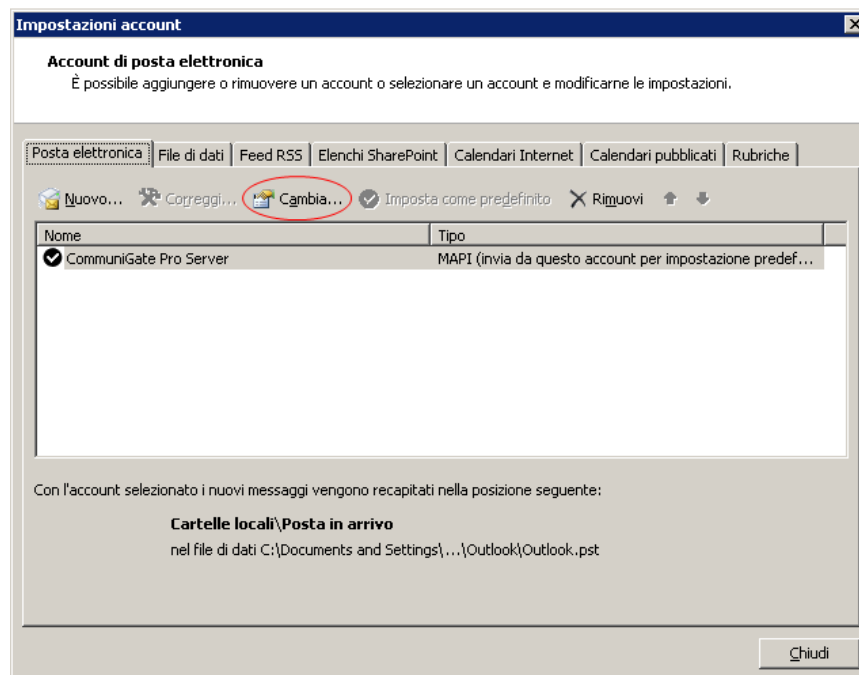 Impostazioni account
Account di posta elettronica
È possibile aggiungere o rimuovere un account o selezionare un account e modificarne le impostazioni.
Posta elettronica File di dati Feed RSS Elenchi SharePoint Calendari Internet Calendari pubblicati Rubriche
Nuovo... Correggi... Cambia... Imposta come predefinito Rimuovi
Nome Tipo
CommuniGate Pro Server MAPI (invia da questo account per impostazione predef...
Con l'account selezionato i nuovi messaggi vengono recapitati nella posizione seguente:
Cartelle locali\Posta in arrivo
nel file di dati C:\Documents and Settings\...\Outlook\Outlook.pst
Chiudi